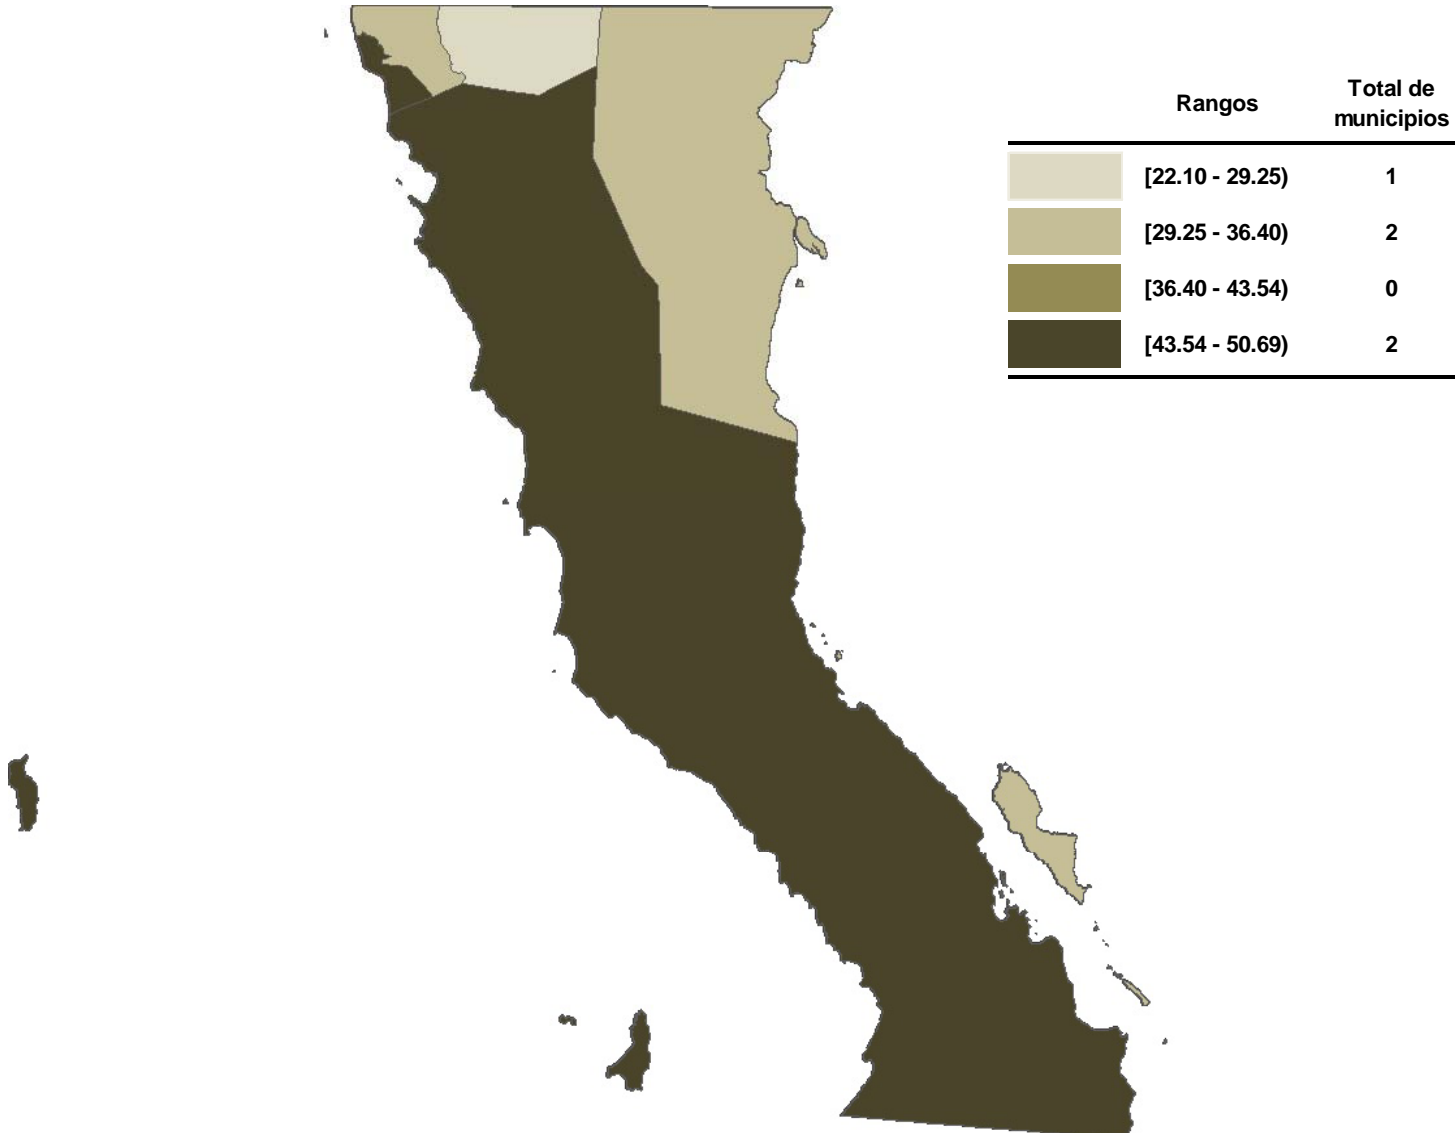 Rangos Total de
municipios
[22.10 - 29.25) 1
[29.25 - 36.40) 2
[36.40 - 43.54) 0
[43.54 - 50.69) 2